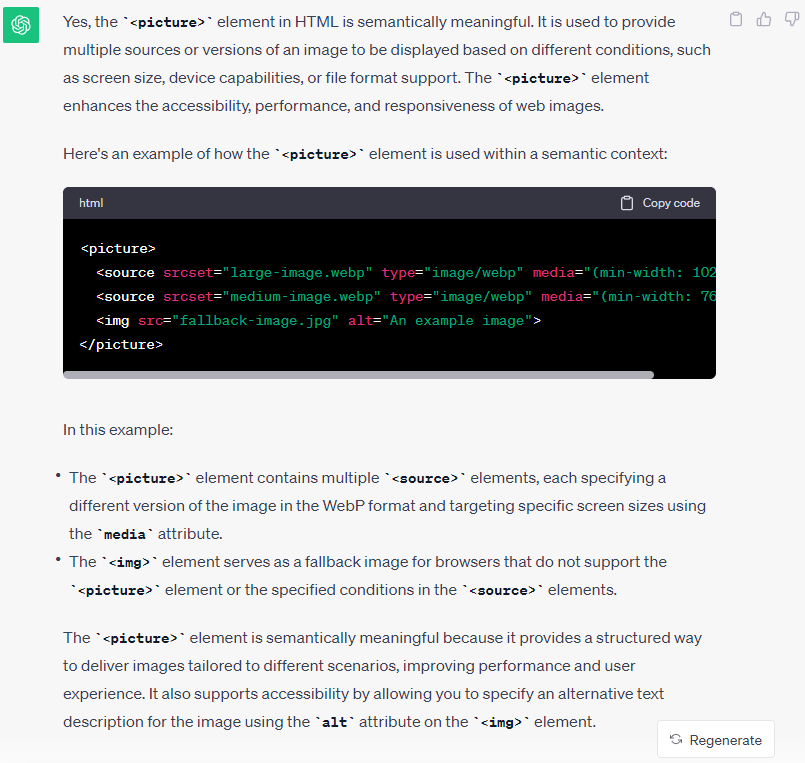 Yes, the `<picture>` element in HTML is semantically meaningful. It is used to provide
multiple sources or versions of an image to be displayed based on different conditions, such
as screen size, device capabilities, or file format support. The `<picture>` element
enhances the accessibility, performance, and responsiveness of web images.
Here's an example of how the `<picture>` element is used within a semantic context:
html Copy code
<picture>
  <source srcset="large-image.webp" type="image/webp" media="(min-width: 102
  <source srcset="medium-image.webp" type="image/webp" media="(min-width: 76
  <img src="fallback-image.jpg" alt="An example image">
</picture>
In this example:
• The `<picture>` element contains multiple `<source>` elements, each specifying a
different version of the image in the WebP format and targeting specific screen sizes using
the `media` attribute.
• The `<img>` element serves as a fallback image for browsers that do not support the
`<picture>` element or the specified conditions in the `<source>` elements.
The `<picture>` element is semantically meaningful because it provides a structured way
to deliver images tailored to different scenarios, improving performance and user
experience. It also supports accessibility by allowing you to specify an alternative text
description for the image using the `alt` attribute on the `<img>` element.
Regenerate